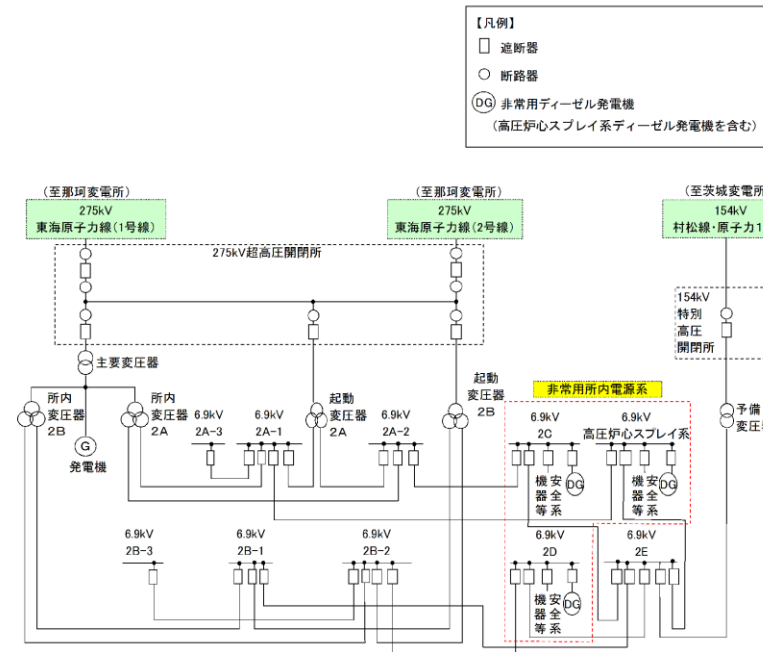 【凡例】
遮断器
断路器
DG 非常用ディーゼル発電機
(高圧炉心スプレイ系ディーゼル発電機を含む)
(至那珂変電所)
275kV
東海原子力線(1号線)
(至那珂変電所)
275kV
東海原子力線(2号線)
(至茨城変電所
154kV
村松線・原子力1
275kV超高圧開閉所
154kV
特別
高圧
開閉所
主要変圧器
所内
変圧器
2B
所内
変圧器
2A
G
発電機
起動
変圧器
2A
起動
変圧器
2B
予備
変圧
非常用所内電源系
6.9kV
2A-3
6.9kV
2A-1
6.9kV
2A-2
6.9kV
2C
6.9kV
高圧炉心スプレイ系
機器等
安全系
DG
機器等
安全系
DG
6.9kV
2B-3
6.9kV
2B-1
6.9kV
2B-2
6.9kV
2D
6.9kV
2E
機器等
安全系
DG